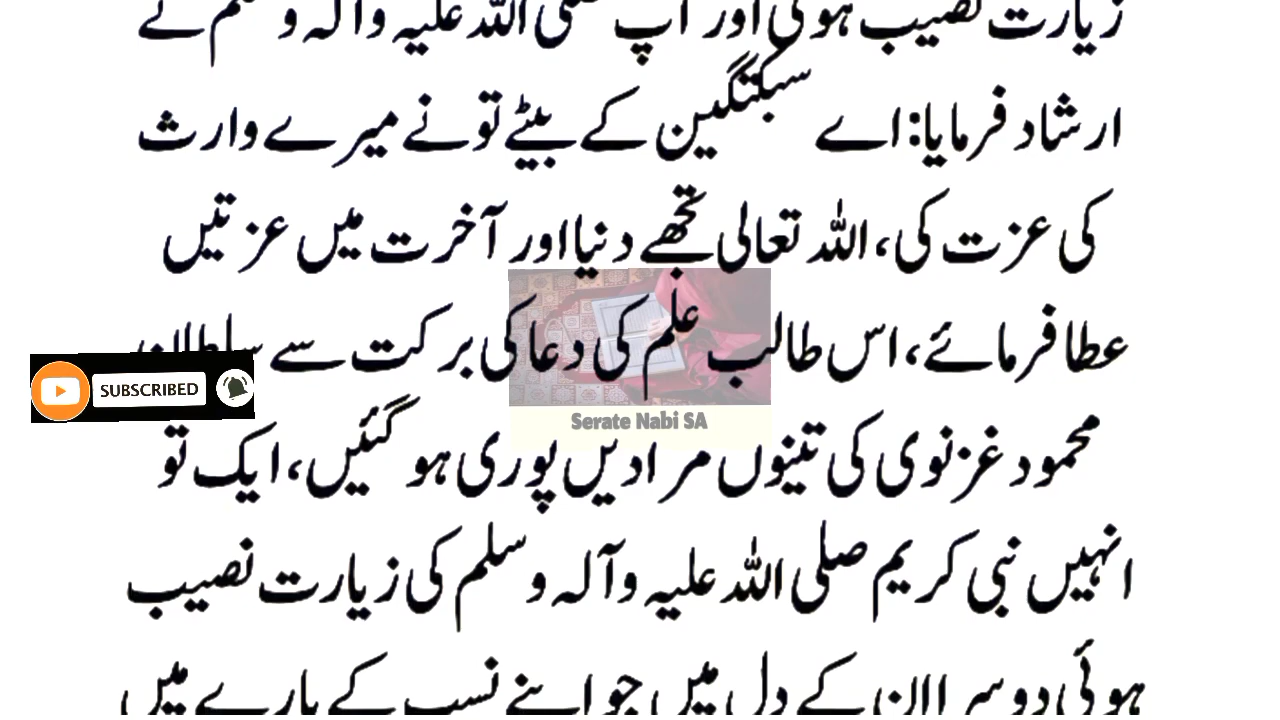 زیارت نصیب ہوئی اور آپ صلی اللہ علیہ وآلہ وسلم نے
ارشاد فرمایا: اے سبکتگین کے بیٹے تو نے میرے وارث
کی عزت کی، اللہ تعالی تجھے دنیا اور آخرت میں عزتیں
عطا فرمائے، اس طالب علم کی دعا کی برکت سے سلطان
SUBSCRIBED
Serate Nabi SA
محمود غزنوی کی تینوں مرادیں پوری ہو گئیں، ایک تو
انہیں نبی کریم صلی اللہ علیہ وآلہ وسلم کی زیارت نصیب
ہوئی دوسرا ان کے دل میں جو اپنے نسب کے بارے میں